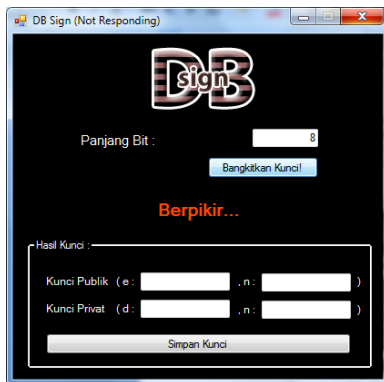 DB Sign (Not Responding)
DB sign
Panjang Bit : 8
Bangkitkan Kunci!
Berpikir...
Hasil Kunci :
Kunci Publik ( e : , n : )
Kunci Privat ( d : , n : )
Simpan Kunci